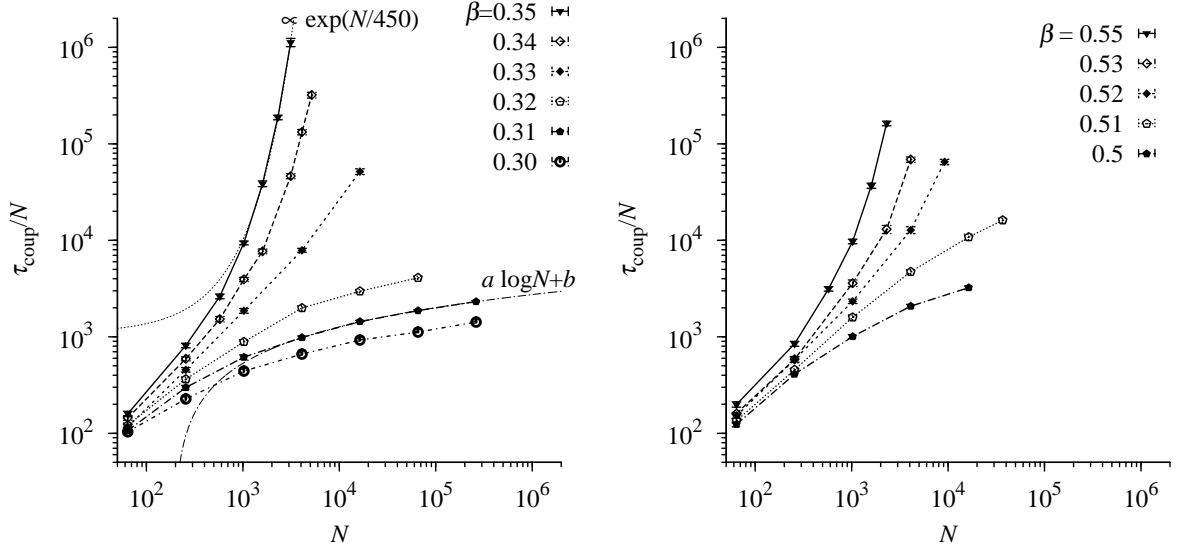 ∝ exp(N/450)
β=0.35
0.34
0.33
0.32
0.31
0.30
a logN+b
10^6
10^5
10^4
10^3
10^2
τ_coup/N
10^2 10^3 10^4 10^5 10^6
N
β = 0.55
0.53
0.52
0.51
0.5
10^6
10^5
10^4
10^3
10^2
τ_coup/N
10^2 10^3 10^4 10^5 10^6
N